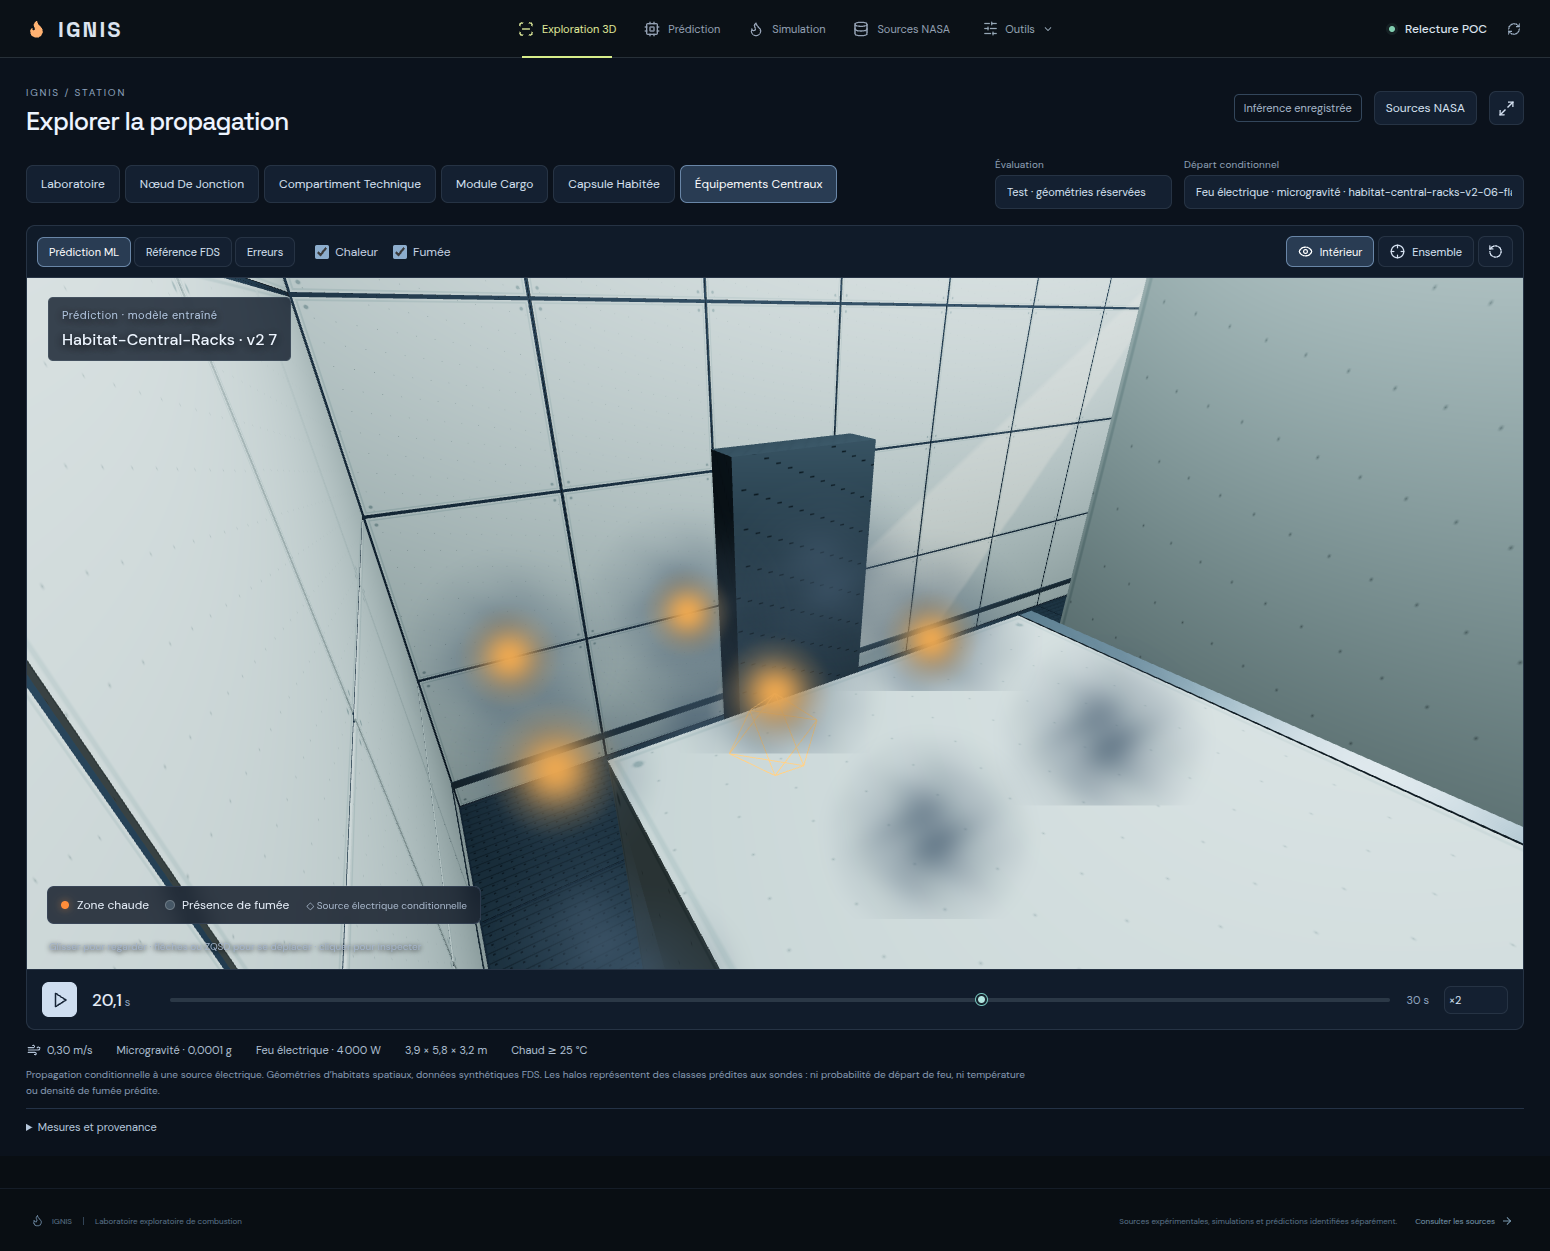 IGNIS
Exploration 3D
Prédiction
Simulation
Sources NASA
Outils
Relecture POC
IGNIS / STATION
Explorer la propagation
Inférence enregistrée
Sources NASA
Laboratoire
Nœud De Jonction
Compartiment Technique
Module Cargo
Capsule Habitée
Équipements Centraux
Évaluation
Test · géométries réservées
Départ conditionnel
Feu électrique · microgravité · habitat-central-racks-v2-06-fl
Prédiction ML
Référence FDS
Erreurs
Chaleur
Fumée
Intérieur
Ensemble
Prédiction · modèle entraîné
Habitat-Central-Racks · v2 7
Zone chaude
Présence de fumée
◇ Source électrique conditionnelle
20,1 s
30 s
×2
0,30 m/s
Microgravité · 0,0001 g
Feu électrique · 4000 W
3,9 × 5,8 × 3,2 m
Chaud ≥ 25 °C
Propagation conditionnelle à une source électrique. Géométries d'habitats spatiaux, données synthétiques FDS. Les halos représentent des classes prédites aux sondes : ni probabilité de départ de feu, ni température
ou densité de fumée prédite.
Mesures et provenance
IGNIS | Laboratoire exploratoire de combustion
Sources expérimentales, simulations et prédictions identifiées séparément.
Consulter les sources →